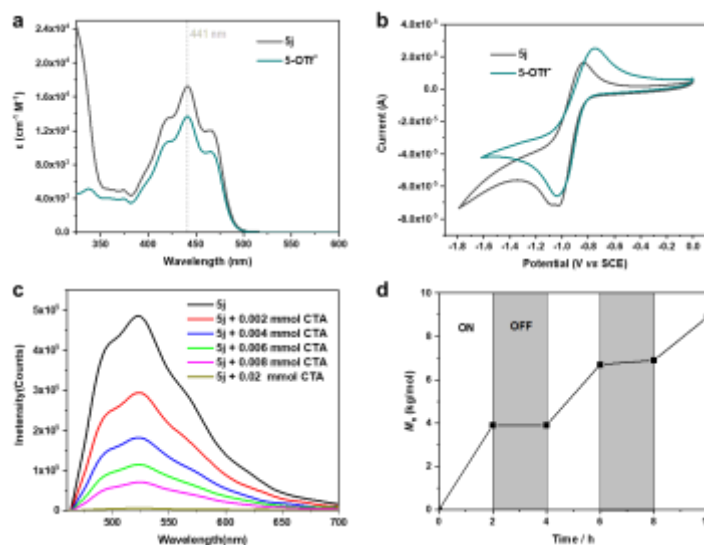 a
441 nm
5j
5-OTf⁻
2.4x10⁴
2.0x10⁴
1.6x10⁴
1.2x10⁴
8.0x10³
4.0x10³
0.0
ε (cm⁻¹ M⁻¹)
350 400 450 500 550 600
Wavelength (nm)
b
5j
5-OTf⁻
4.0x10⁻⁵
2.0x10⁻⁵
0.0x10⁰
-2.0x10⁻⁵
-4.0x10⁻⁵
-6.0x10⁻⁵
-8.0x10⁻⁵
Current (A)
-1.8 -1.6 -1.4 -1.2 -1.0 -0.8 -0.6 -0.4 -0.2 0.0
Potential (V vs SCE)
c
5j
5j + 0.002 mmol CTA
5j + 0.004 mmol CTA
5j + 0.006 mmol CTA
5j + 0.008 mmol CTA
5j + 0.02 mmol CTA
5x10⁵
4x10⁵
3x10⁵
2x10⁵
1x10⁵
0
Inetensity(Counts)
500 550 600 650 700
Wavelength(nm)
d
ON
OFF
10
8
6
4
2
0
Mₙ (kg/mol)
0 2 4 6 8
Time / h